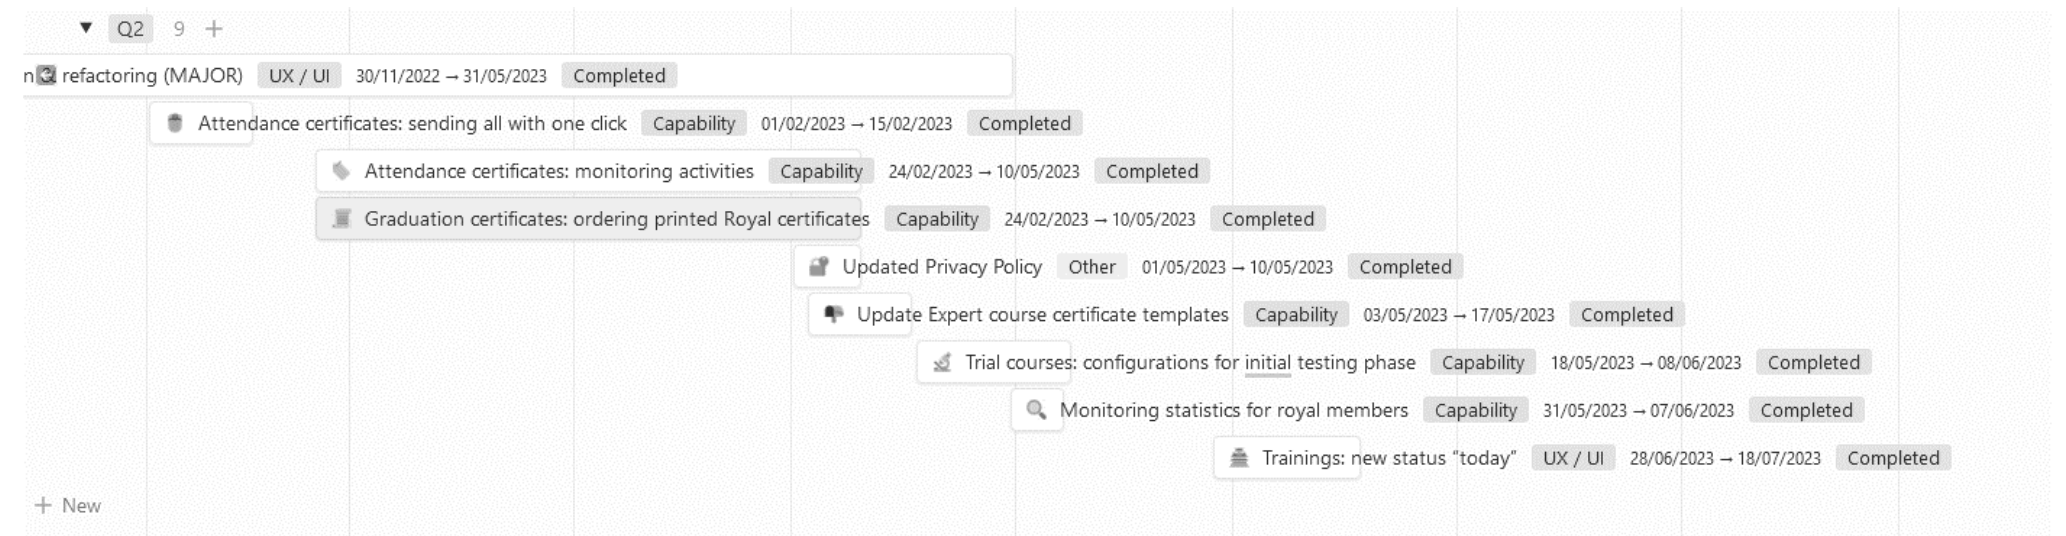 Q2 9
n refactoring (MAJOR) UX / UI 30/11/2022 → 31/05/2023 Completed
Attendance certificates: sending all with one click Capability 01/02/2023 → 15/02/2023 Completed
Attendance certificates: monitoring activities Capability 24/02/2023 → 10/05/2023 Completed
Graduation certificates: ordering printed Royal certificates Capability 24/02/2023 → 10/05/2023 Completed
Updated Privacy Policy Other 01/05/2023 → 10/05/2023 Completed
Update Expert course certificate templates Capability 03/05/2023 → 17/05/2023 Completed
Trial courses: configurations for initial testing phase Capability 18/05/2023 → 08/06/2023 Completed
Monitoring statistics for royal members Capability 31/05/2023 → 07/06/2023 Completed
Trainings: new status “today” UX / UI 28/06/2023 → 18/07/2023 Completed
+ New